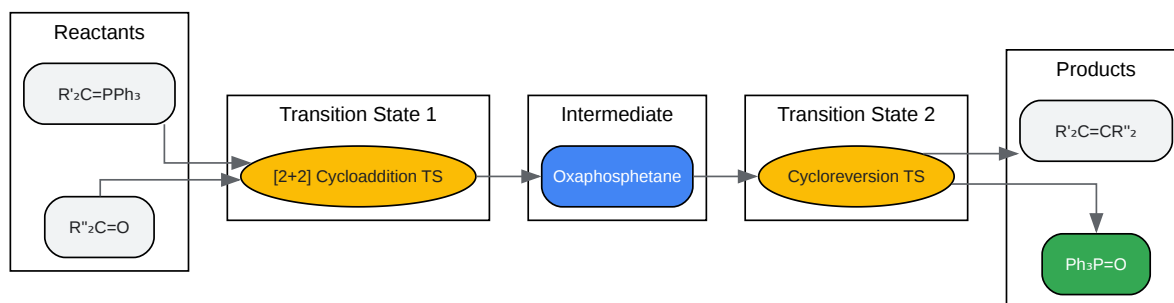 Reactants
R'₂C=PPh₃
R"₂C=O
Transition State 1
[2+2] Cycloaddition TS
Intermediate
Oxaphosphetane
Transition State 2
Cycloreversion TS
Products
R'₂C=CR"₂
Ph₃P=O